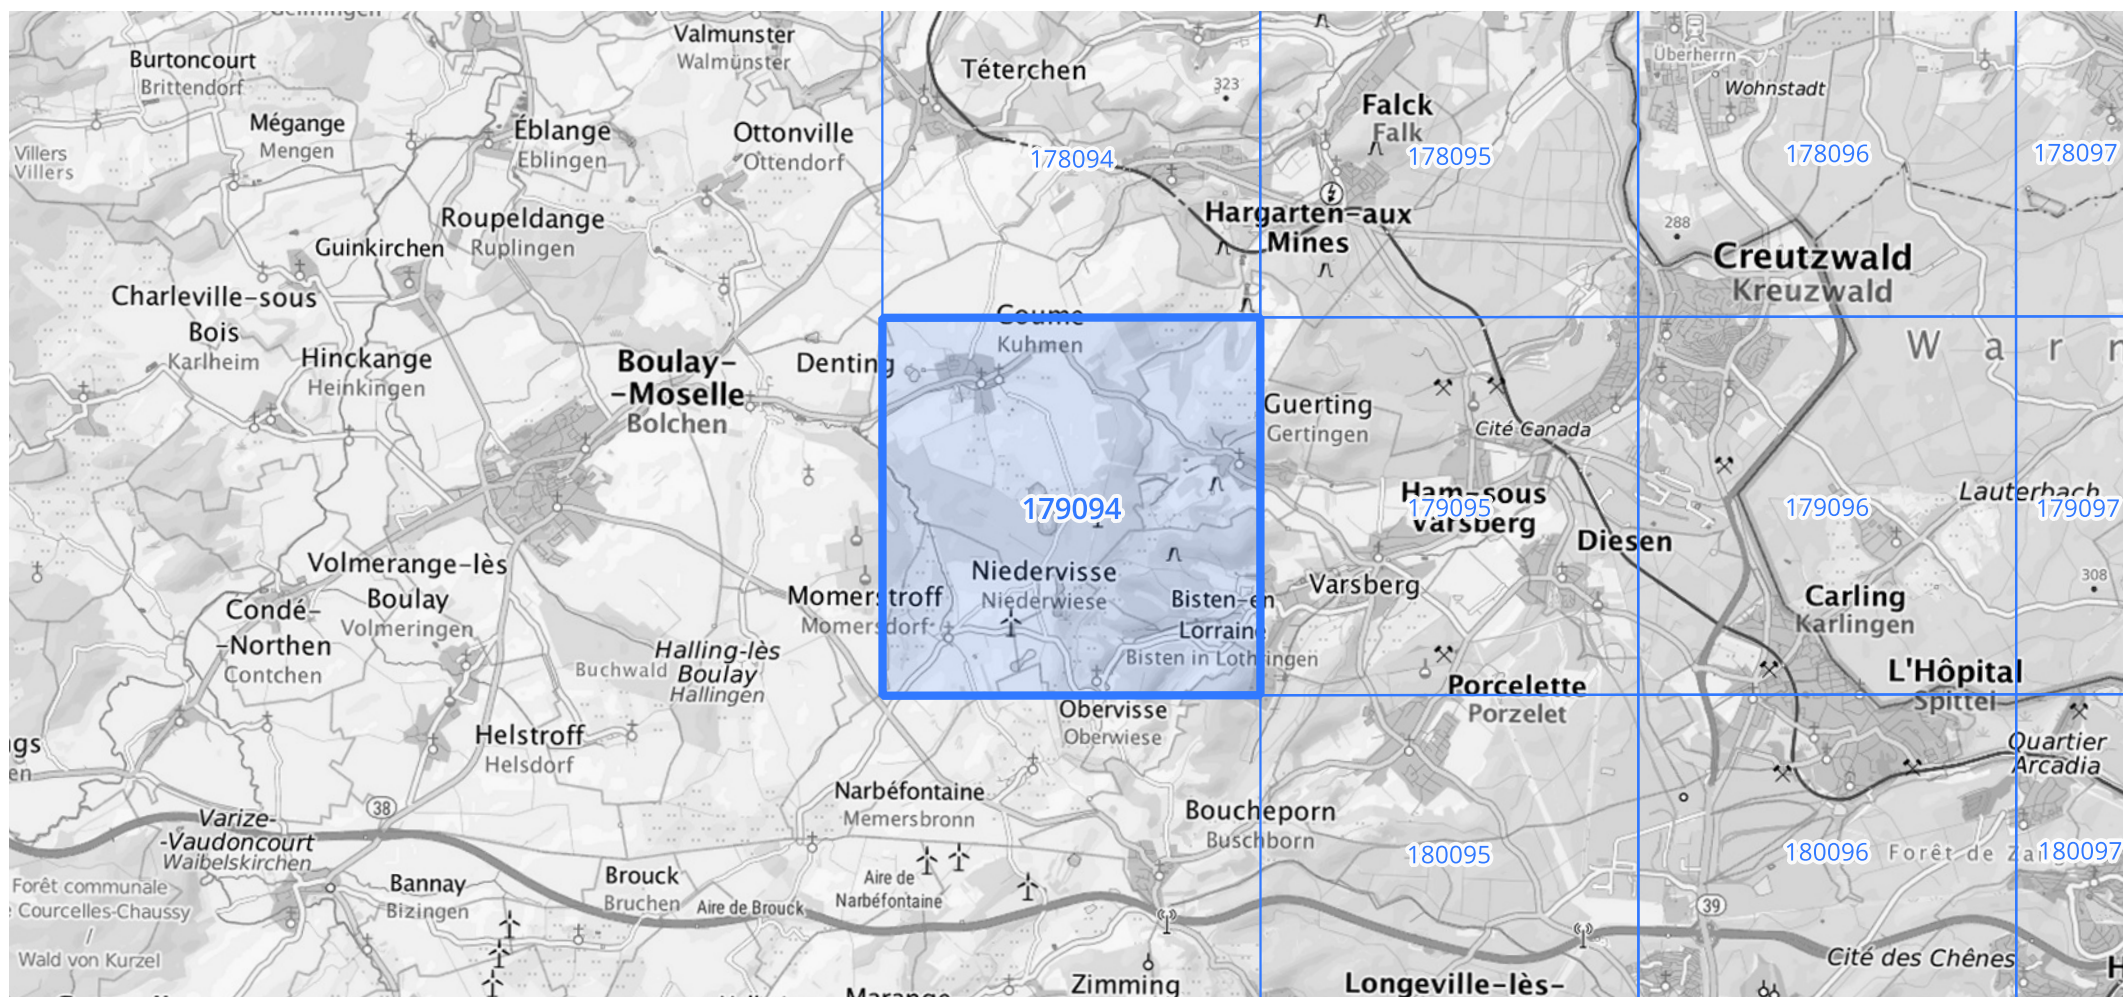 Valmunster
Walmünster
Burtoncourt
Brittendorf
Téterchen
323
Überherrn
Wohnstadt
Mégange
Mengen
Éblange
Eblingen
Ottonville
Ottendorf
Falck
Falk
Villers
Villers
178094
178095
178096
178097
Roupeldange
Ruplingen
Guinkirchen
Hargarten-aux
Mines
288
Creutzwald
Kreuzwald
Charleville-sous
Bois
Karlheim
Coume
Kuhmen
Hinckange
Heinkingen
Boulay-
-Moselle
Bolchen
Denting
W a r n
Guerting
Gertingen
Cité Canada
179094
Ham-sous
Varsberg
179095
179096
Lauterbach
179097
Diesen
Volmerange-lès
Boulay
Volmeringen
Niedervisse
Niederwiese
Varsberg
308
Condé-
-Northen
Contchen
Momerstroff
Momersdorf
Bisten-en
Lorraine
Bisten in Lothringen
Carling
Karlingen
Halling-lès
Boulay
Hallingen
Buchwald
L'Hôpital
Spittel
Porcelette
Porzelet
Obervisse
Oberwiese
Helstroff
Helsdorf
gs
en
Quartier
Arcadia
38
Narbéfontaine
Memersbronn
Boucheporn
Buschborn
Varize-
-Vaudoncourt
Waibelskirchen
180095
180096
180097
Forêt de Za
Forêt communale
Courcelles-Chaussy
/
Wald von Kurzel
Bannay
Bizingen
Brouck
Bruchen
Aire de Brouck
Aire de
Narbéfontaine
39
Cité des Chênes
Zimming
Longeville-lès-
H
Marange